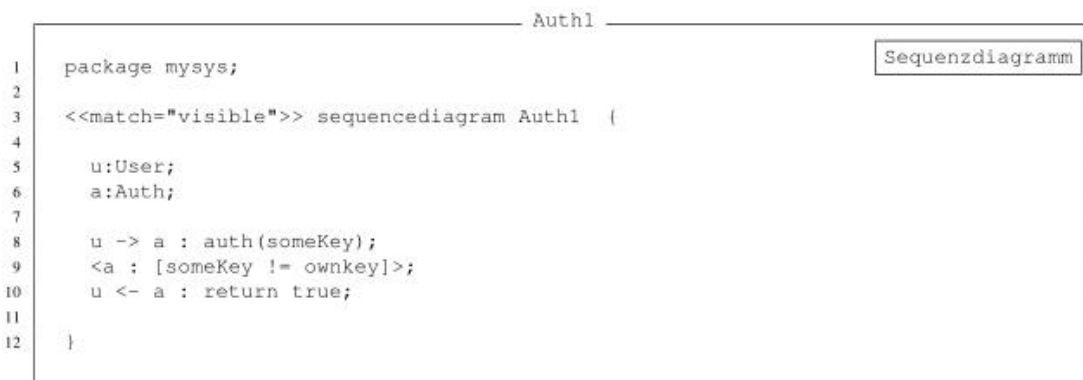 Auth1
Sequenzdiagramm
1 package mysys;
2
3 <<match="visible">> sequencediagram Auth1 {
4
5 u:User;
6 a:Auth;
7
8 u -> a : auth(someKey);
9 <a : [someKey != ownkey]>;
10 u <- a : return true;
11
12 }